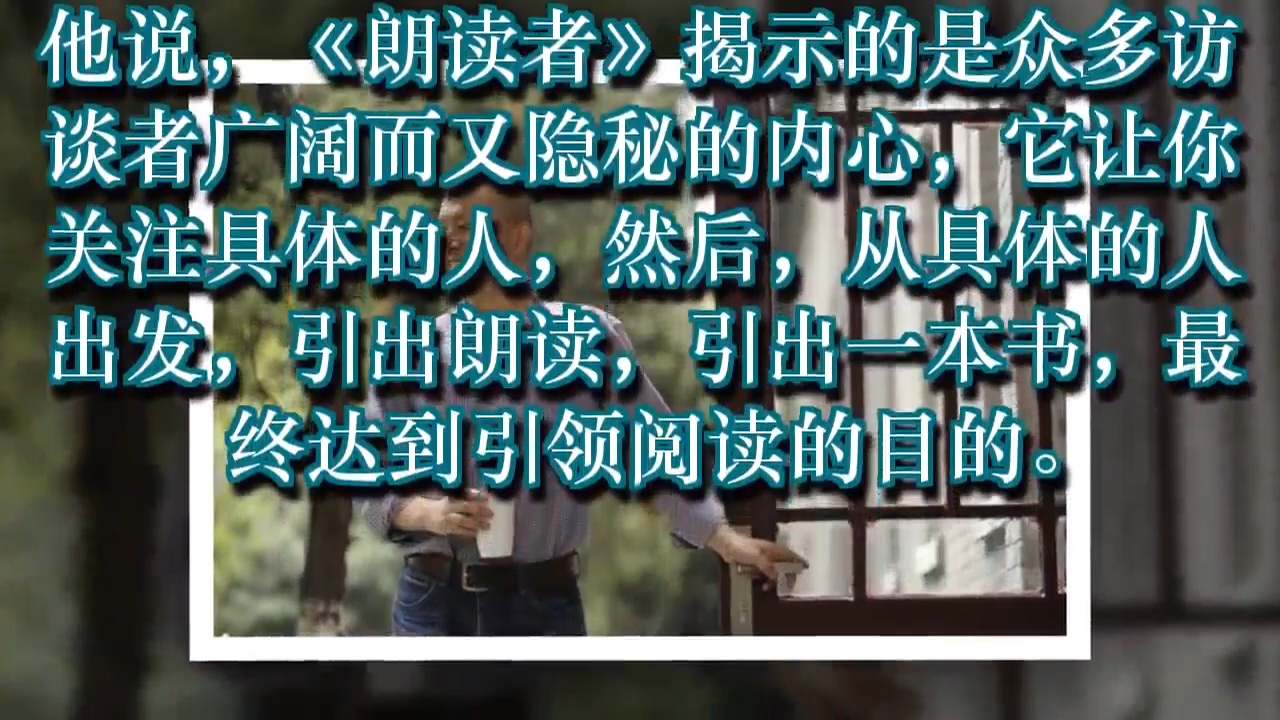 他说，《朗读者》揭示的是众多访
谈者广阔而又隐秘的内心，它让你
关注具体的人，然后，从具体的人
出发，引出朗读，引出一本书，最
终达到引领阅读的目的。